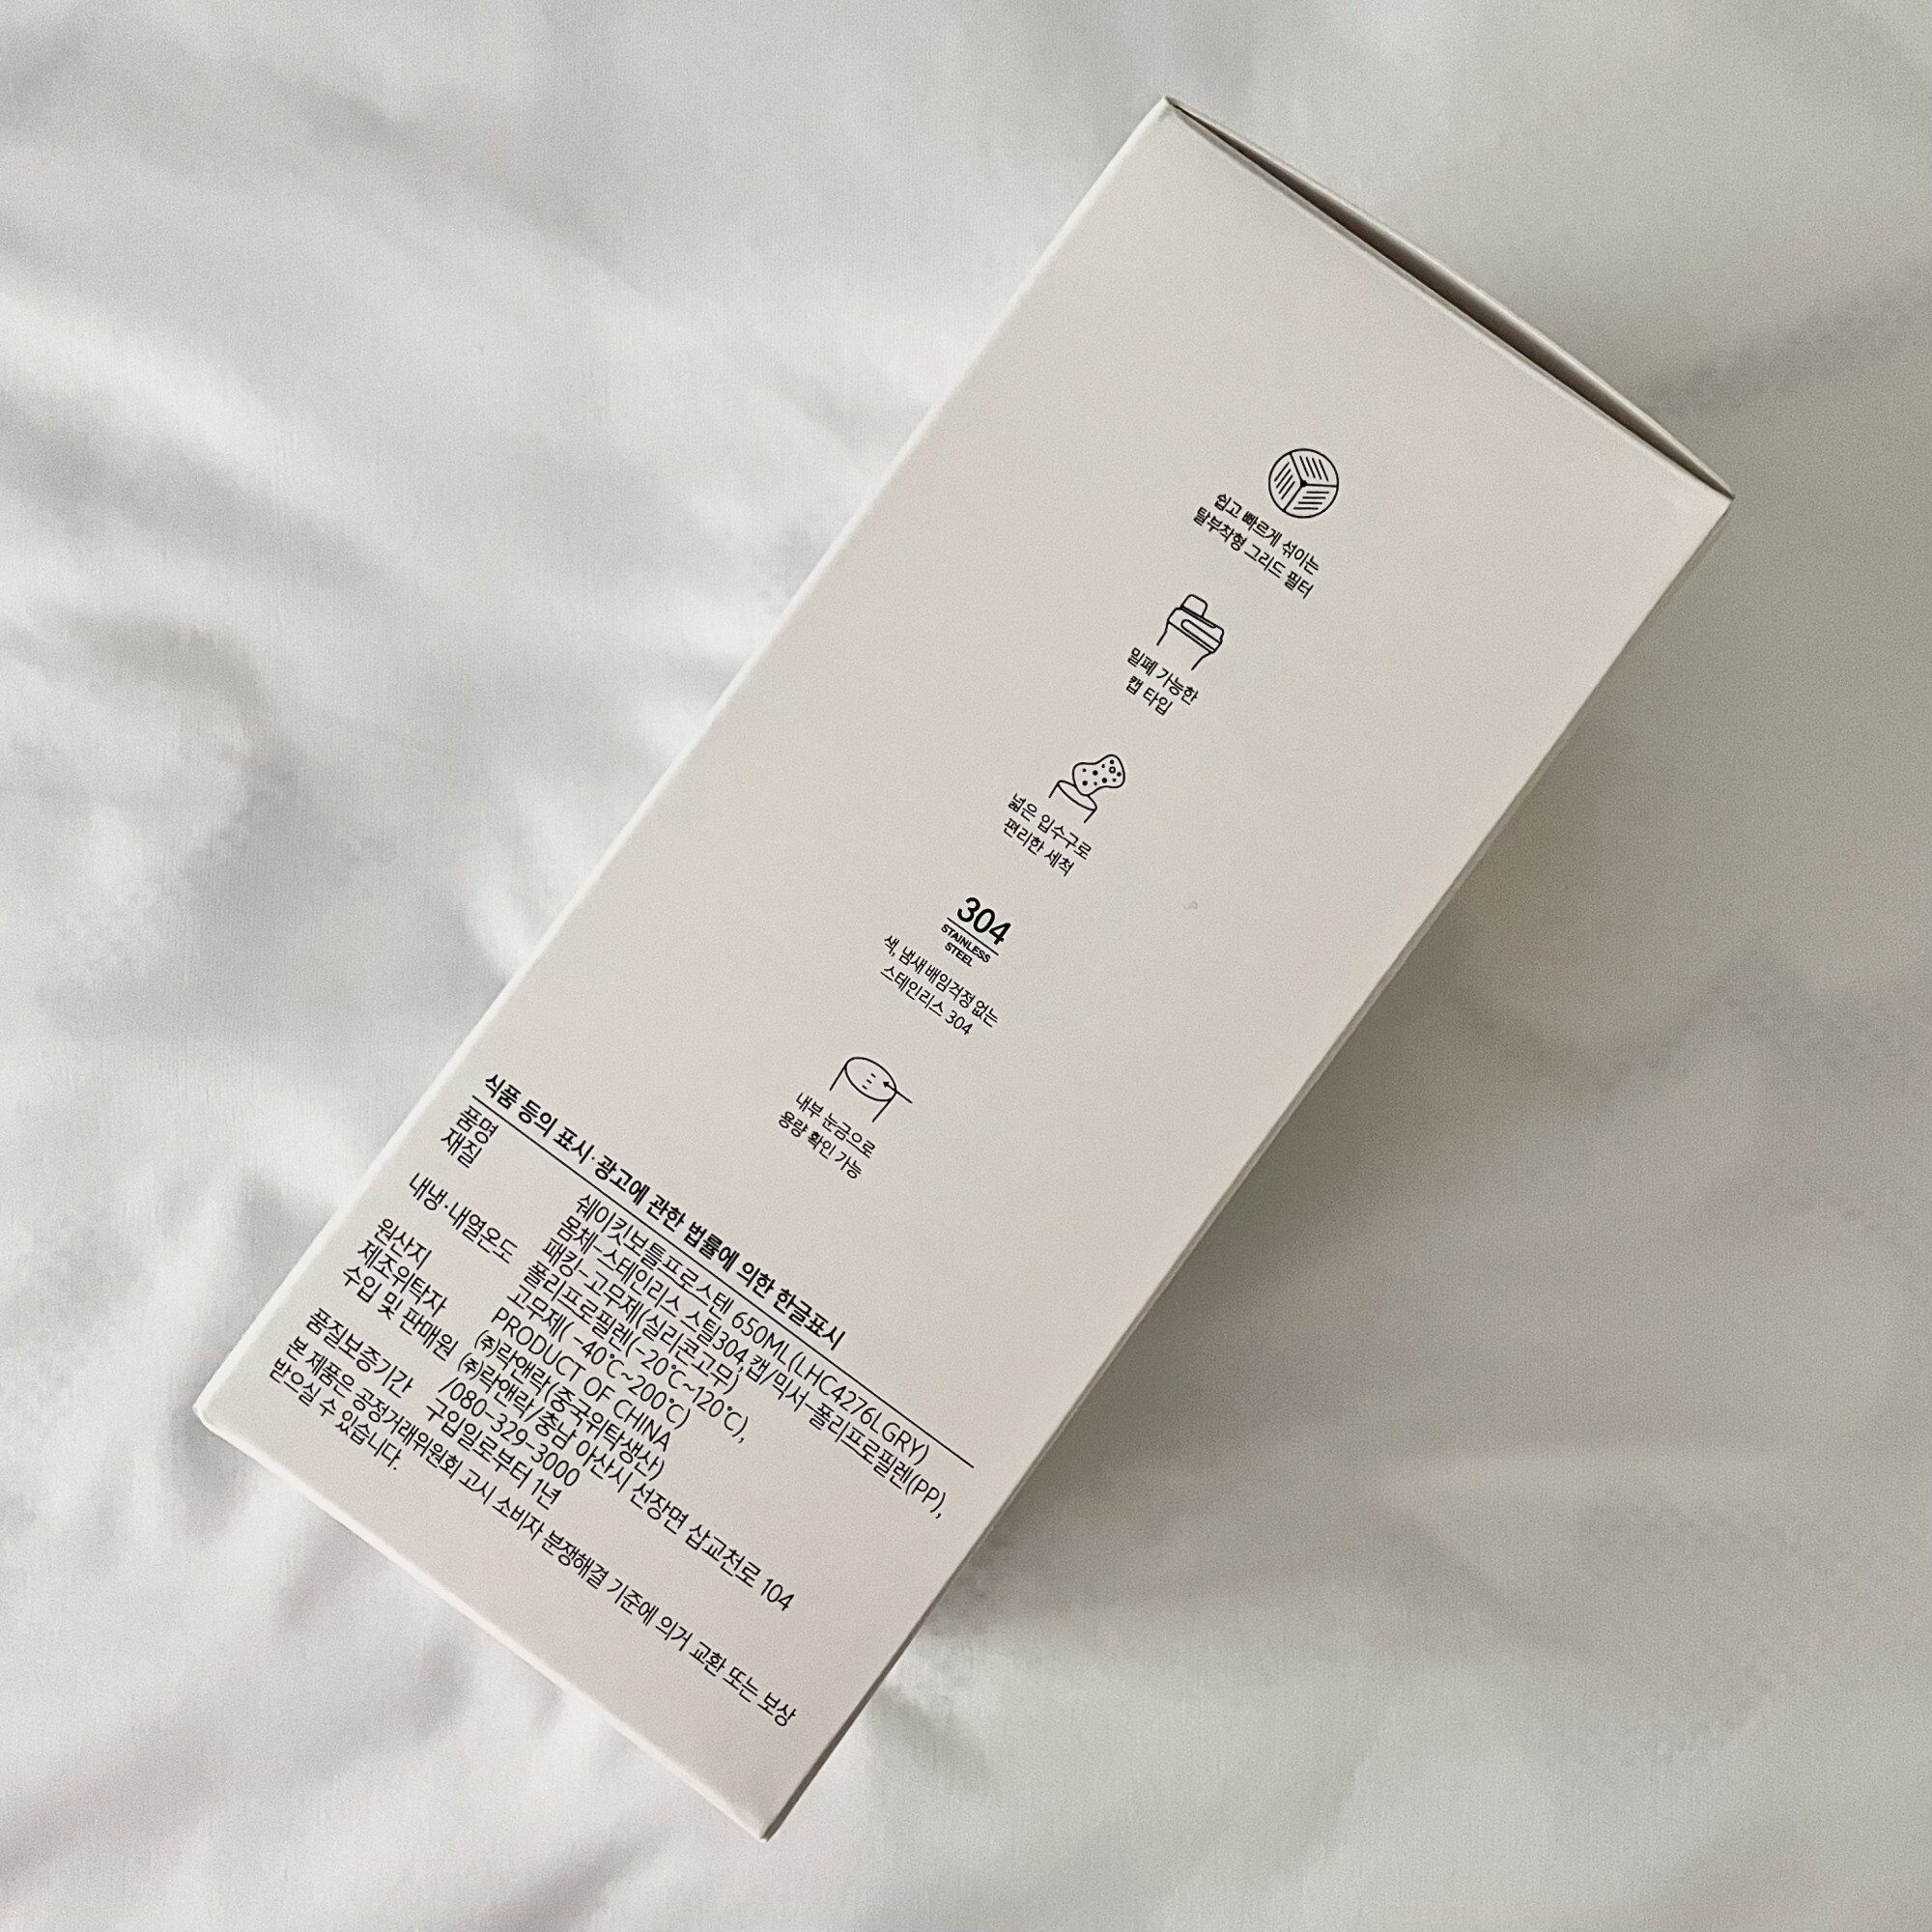 쉽고 빠르게 섞이는
탈부착형 그리드 필터
밀폐 가능한
캡 타입
넓은 입수구로
편리한 세척
304
STAINLESS
STEEL
색, 냄새 배임걱정 없는
스테인리스 304
내부 눈금으로
용량 확인 가능
식품 등의 표시·광고에 관한 법률에 의한 한글표시
품명 쉐이킷보틀프로스텐 650ML(LHC4276LGRY)
재질 몸체-스테인리스 스틸304,캡/믹서-폴리프로필렌(PP),
패킹-고무제(실리콘고무)
내냉·내열온도 폴리프로필렌(-20℃~120℃),
고무제( -40℃~200℃)
원산지 PRODUCT OF CHINA
제조위탁자 ㈜락앤락(중국위탁생산)
수입 및 판매원 ㈜락앤락/충남 아산시 선장면 삽교천로 104
/080-329-3000
품질보증기간 구입일로부터 1년
본 제품은 공정거래위원회 고시 소비자 분쟁해결 기준에 의거 교환 또는 보상
받으실 수 있습니다.